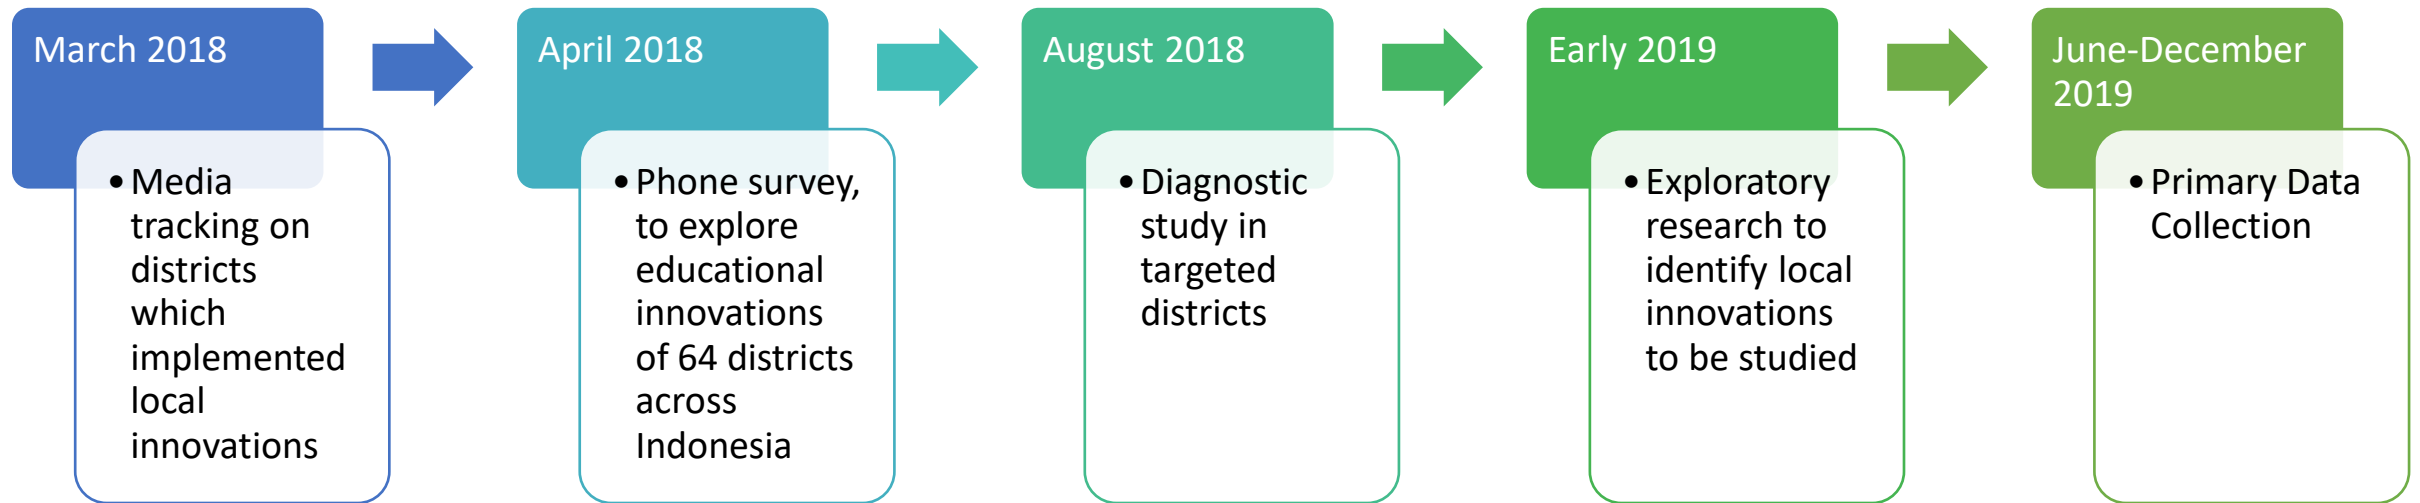 March 2018
• Media
tracking on
districts
which
implemented
local
innovations
April 2018
• Phone survey,
to explore
educational
innovations
of 64 districts
across
Indonesia
August 2018
• Diagnostic
study in
targeted
districts
Early 2019
• Exploratory
research to
identify local
innovations
to be studied
June-December
2019
• Primary Data
Collection